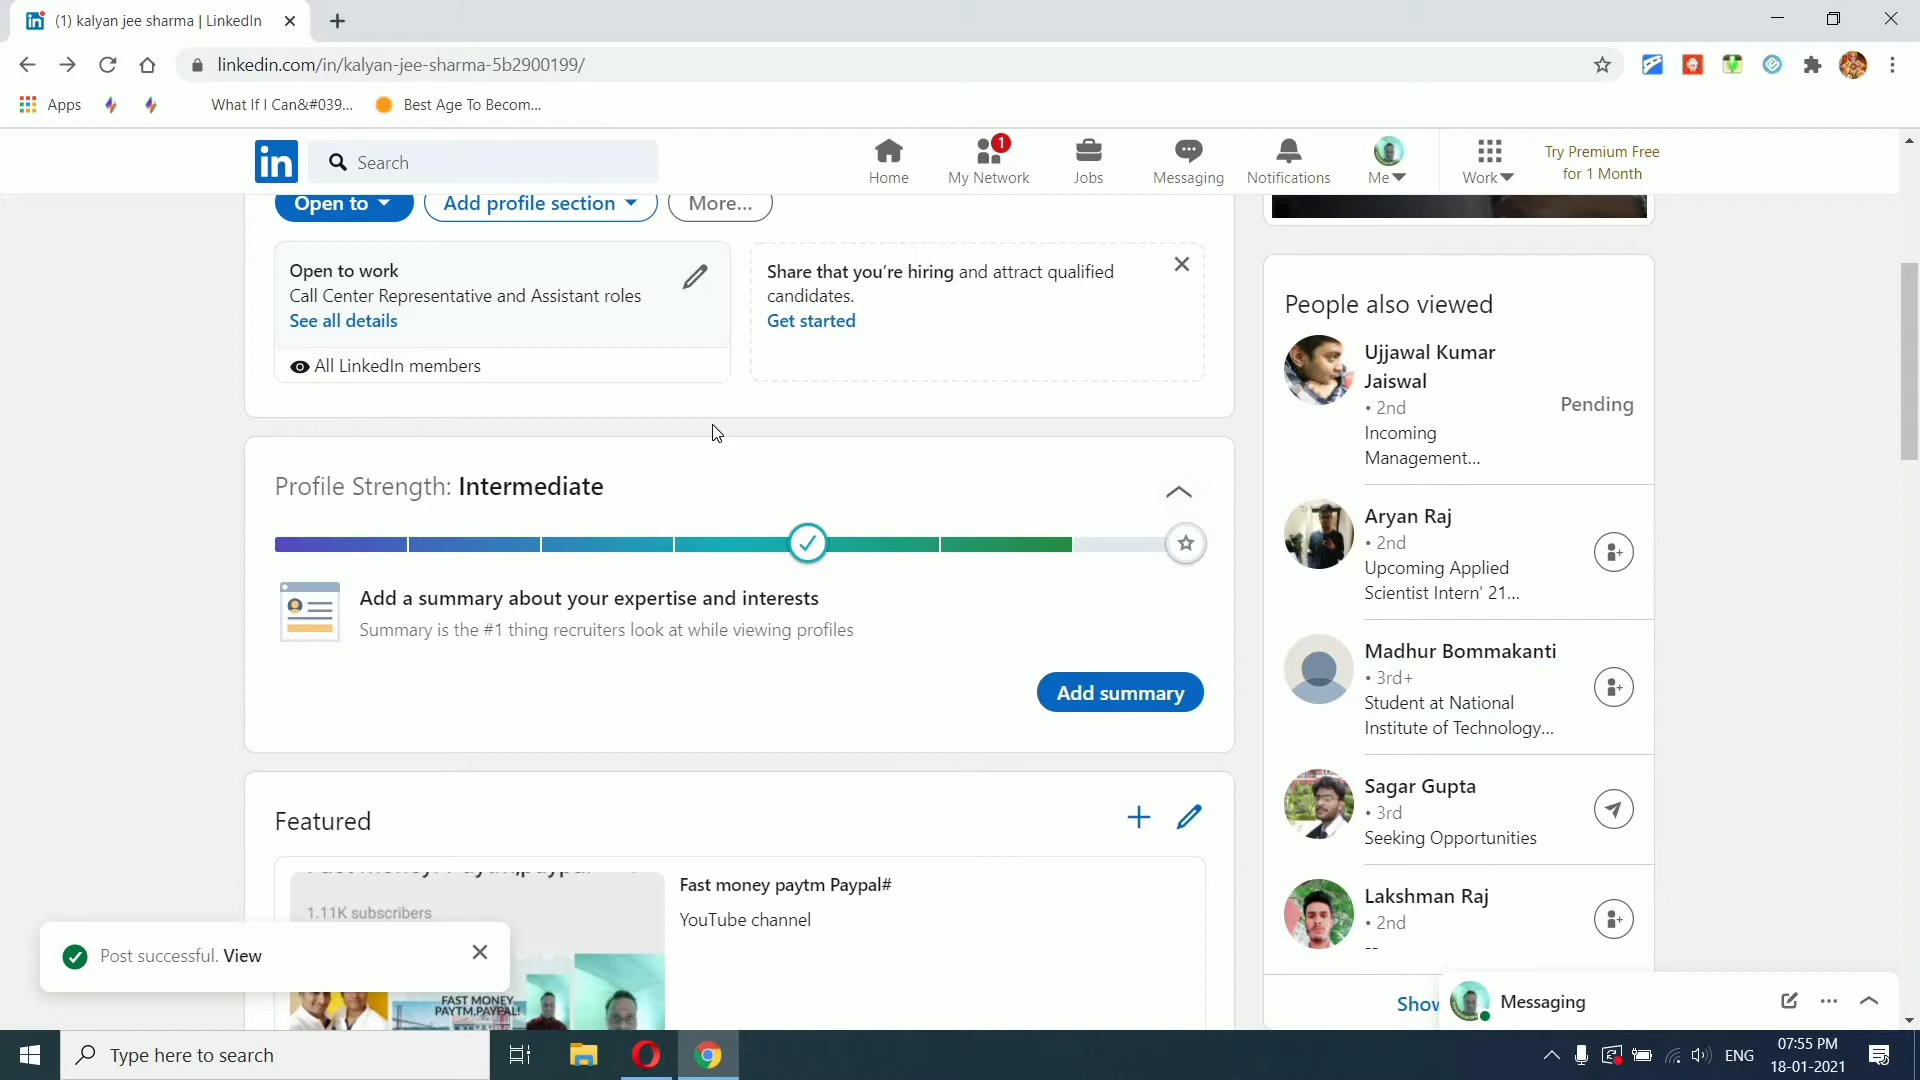 (1) kalyan jee sharma | LinkedIn
linkedin.com/in/kalyan-jee-sharma-5b2900199/
Apps
What If I Can&#039...
Best Age To Becom...
in
Search
Home
1
My Network
Jobs
Messaging
Notifications
Me
Work
Try Premium Free
for 1 Month
Open to
Add profile section
More...
Open to work
Call Center Representative and Assistant roles
See all details
All LinkedIn members
Share that you're hiring and attract qualified
candidates.
Get started
Profile Strength: Intermediate
Add a summary about your expertise and interests
Summary is the #1 thing recruiters look at while viewing profiles
Add summary
Featured
1.11K subscribers
FAST MONEY
PAYTM,PAYPAL!
Fast money paytm Paypal#
YouTube channel
Post successful. View
People also viewed
Ujjawal Kumar
Jaiswal
• 2nd
Incoming
Management...
Pending
Aryan Raj
• 2nd
Upcoming Applied
Scientist Intern' 21...
Madhur Bommakanti
• 3rd+
Student at National
Institute of Technology...
Sagar Gupta
• 3rd
Seeking Opportunities
Lakshman Raj
• 2nd
--
Messaging
Type here to search
ENG
07:55 PM
18-01-2021